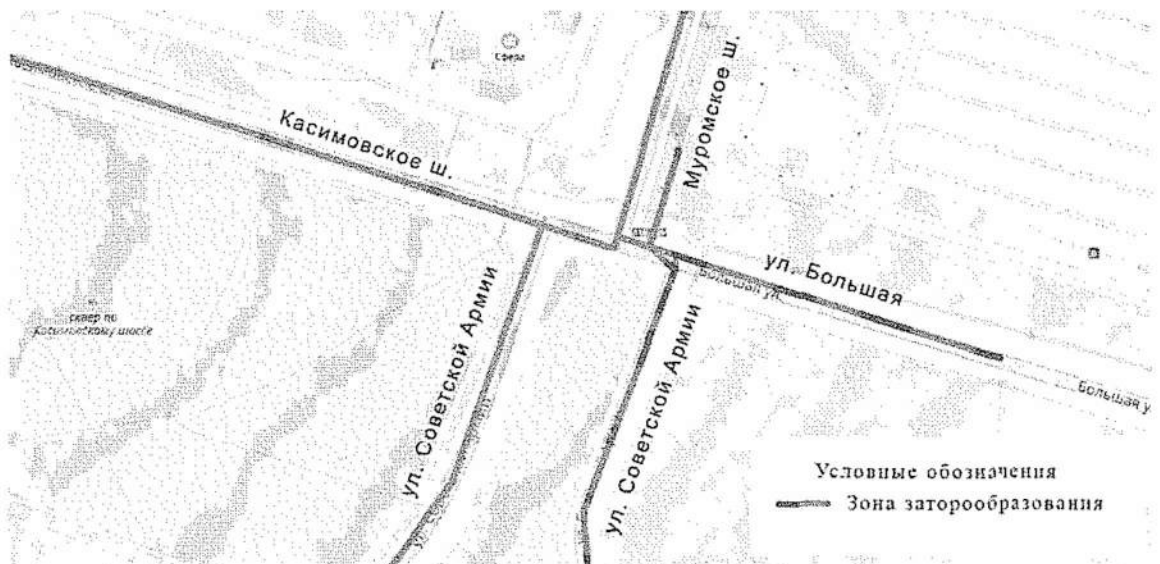 Сфера
Муромское ш.
Касимовское ш.
ул. Большая
Большая ул.
ул. Советской Армии
ул. Советской Армии
сквер по
Касимовскому шоссе
Большая у
Условные обозначения
Зона заторообразования